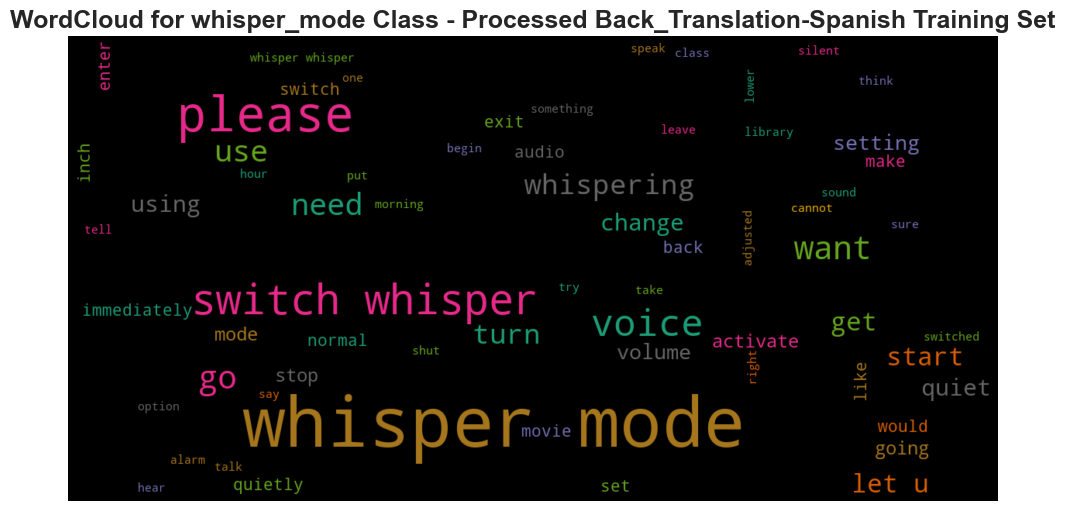 WordCloud for whisper_mode Class - Processed Back_Translation-Spanish Training Set
enter
whisper whisper
speak
class
silent
switch
one
lower
think
please
something
exit
leave
library
setting
use
begin
audio
make
inch
hour
put
whispering
sound
using
need
morning
cannot
change
sure
tell
adjusted
back
want
switch whisper
try
take
immediately
voice
get
mode
normal
turn
activate
switched
shut
volume
start
go
stop
right
like
quiet
say
option
whisper mode
movie
would
going
alarm
talk
hear
quietly
set
let u